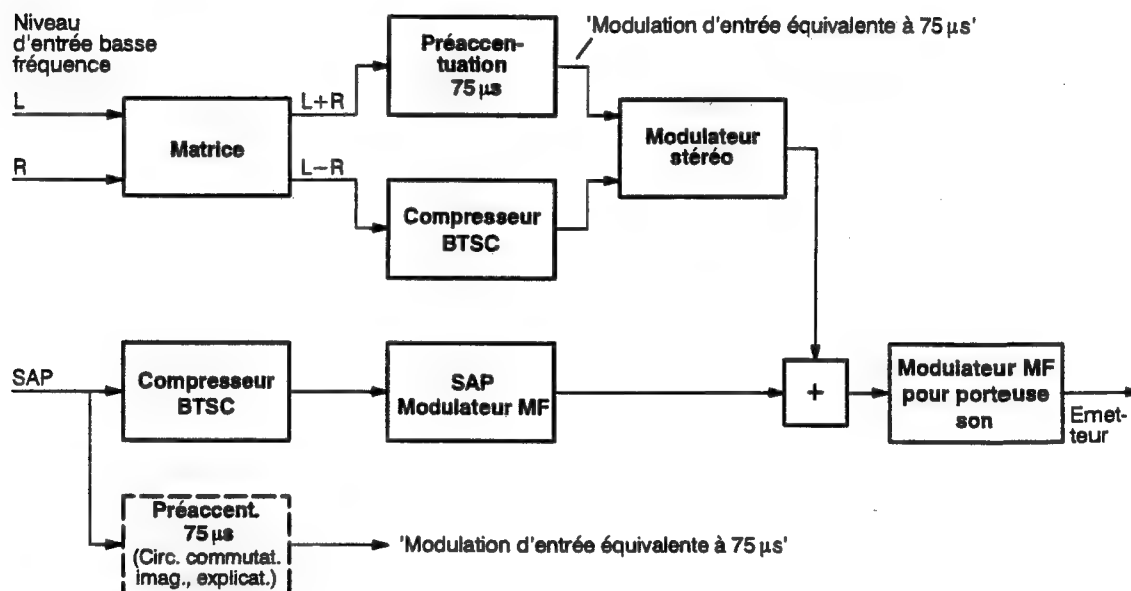 Niveau
d'entrée basse
fréquence
'Modulation d'entrée équivalente à 75 µs'
Préaccen-
tuation
75 µs
L
L+R
Matrice
Modulateur
stéréo
R
L−R
Compresseur
BTSC
SAP
Compresseur
BTSC
SAP
Modulateur MF
+
Modulateur MF
pour porteuse
son
Emet-
teur
Préaccent.
75 µs
(Circ. commutat.
imag., explicat.)
'Modulation d'entrée équivalente à 75 µs'